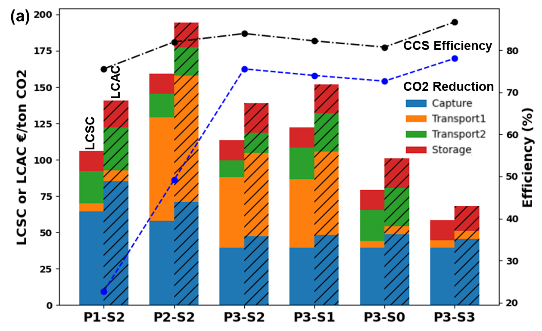 (a)
LCSC or LCAC €/ton CO2
175
150
125
100
75
50
25
0
LCSC
LCAC
CCS Efficiency
CO2 Reduction
Capture
Transport1
Transport2
Storage
80
70
60
50
40
30
20
Efficiency (%)
P1-S2 P2-S2 P3-S2 P3-S1 P3-S0 P3-S3